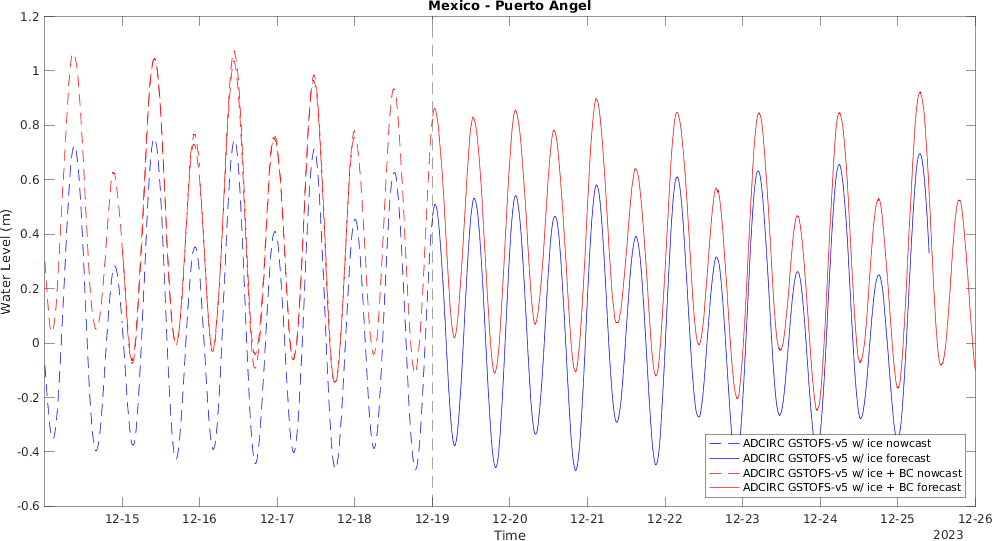 Mexico - Puerto Angel
1.2
1
0.8
0.6
0.4
0.2
0
-0.2
-0.4
-0.6
Water Level (m)
ADCIRC GSTOFS-v5 w/ ice nowcast
ADCIRC GSTOFS-v5 w/ ice forecast
ADCIRC GSTOFS-v5 w/ ice + BC nowcast
ADCIRC GSTOFS-v5 w/ ice + BC forecast
12-15 12-16 12-17 12-18 12-19 12-20 12-21 12-22 12-23 12-24 12-25 12-26
Time
2023